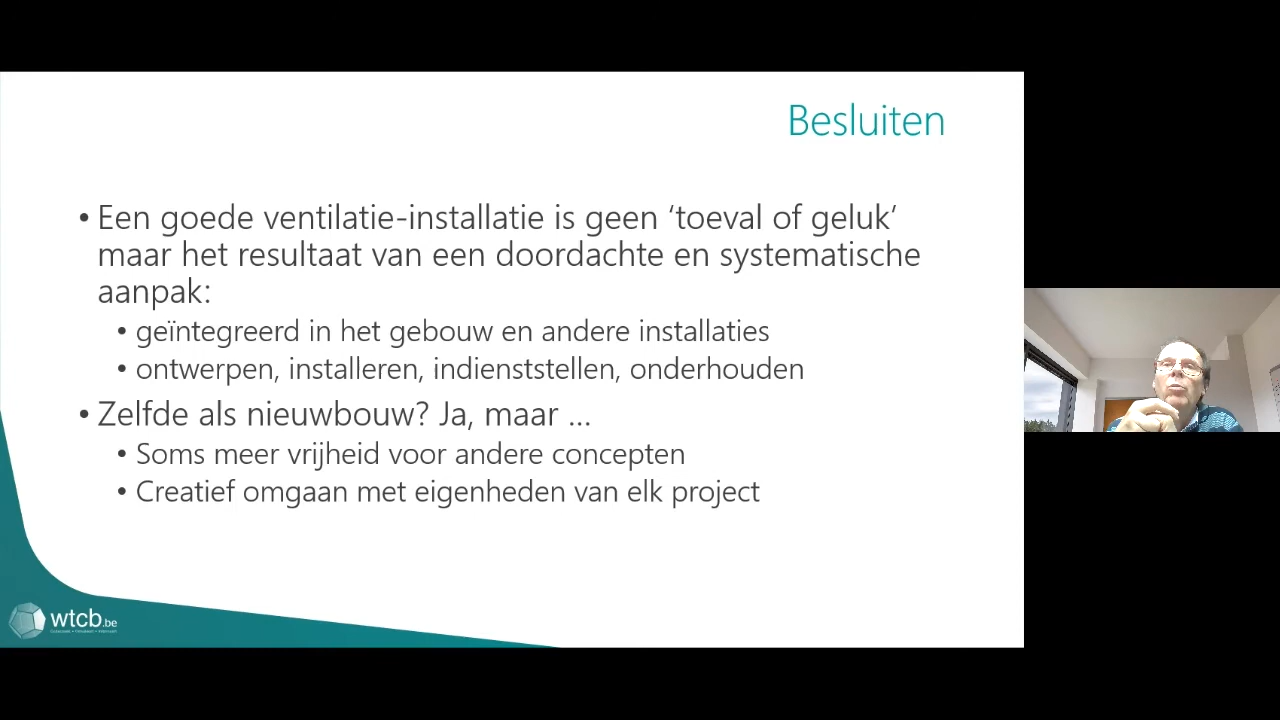 Besluiten
• Een goede ventilatie-installatie is geen ‘toeval of geluk’
maar het resultaat van een doordachte en systematische
aanpak:
• geïntegreerd in het gebouw en andere installaties
• ontwerpen, installeren, indienststellen, onderhouden
• Zelfde als nieuwbouw? Ja, maar ...
• Soms meer vrijheid voor andere concepten
• Creatief omgaan met eigenheden van elk project
wtcb.be